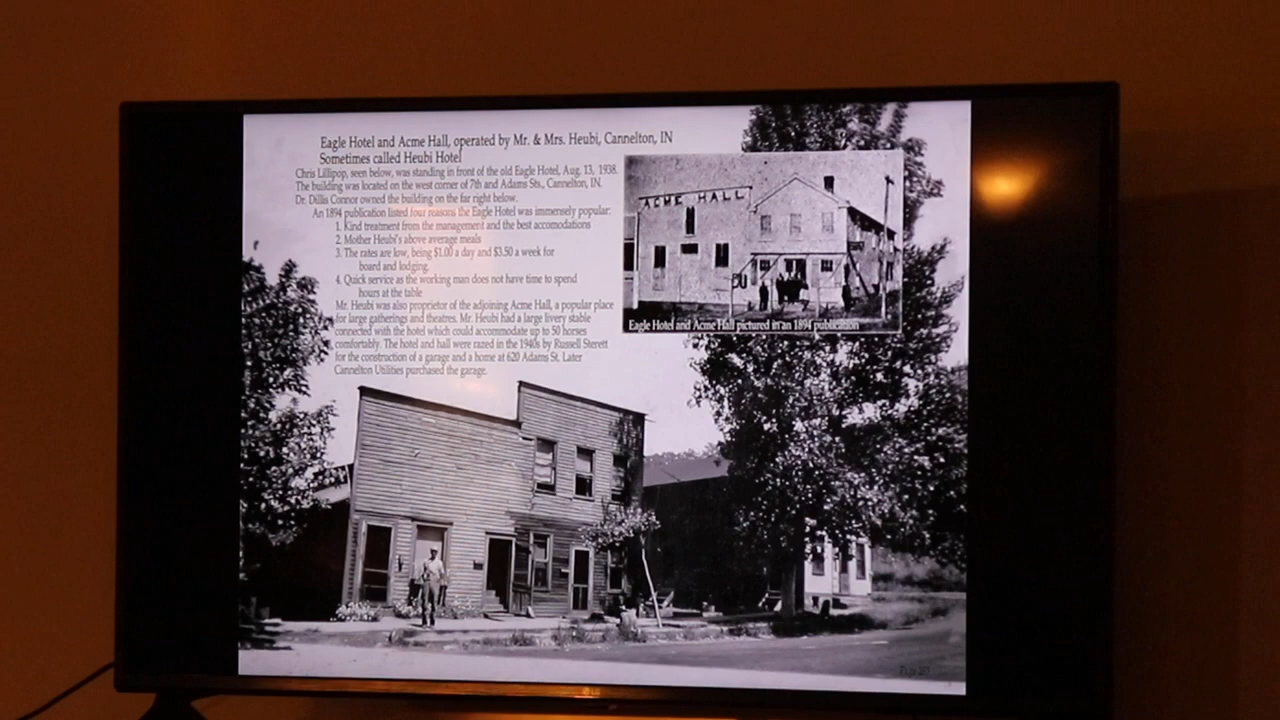 Eagle Hotel and Acme Hall, operated by Mr. & Mrs. Heubi, Cannelton, IN
Sometimes called Heubi Hotel
Chris Lillipop, seen below, was standing in front of the old Eagle Hotel, Aug. 13, 1938.
The building was located on the west corner of 7th and Adams Sts., Cannelton, IN.
Dr. Dillis Connor owned the building on the far right below.
An 1894 publication listed four reasons the Eagle Hotel was immensely popular:
1. Kind treatment from the management and the best accomodations
2. Mother Heubi's above average meals
3. The rates are low, being $1.00 a day and $3.50 a week for
board and lodging.
4. Quick service as the working man does not have time to spend
hours at the table
Mr. Heubi was also proprietor of the adjoining Acme Hall, a popular place
for large gatherings and theatres. Mr. Heubi had a large livery stable
connected with the hotel which could accommodate up to 50 horses
comfortably. The hotel and hall were razed in the 1940s by Russell Sterett
for the construction of a garage and a home at 620 Adams St. Later
Cannelton Utilities purchased the garage.
ACME HALL
Eagle Hotel and Acme Hall pictured in an 1894 publication